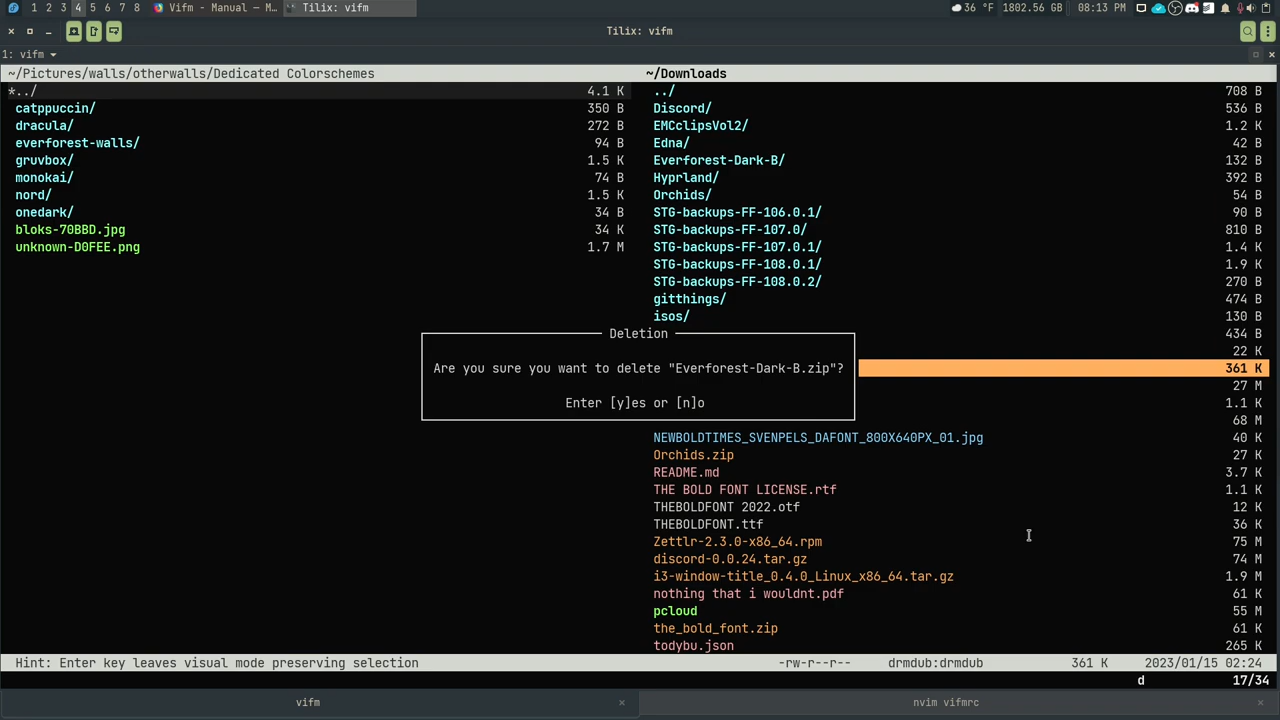 1 2 3 4 5 6 7 8 Vifm - Manual — M... Tilix: vifm 36 °F 1802.56 GB 08:13 PM
Tilix: vifm
1: vifm
~/Pictures/walls/otherwalls/Dedicated Colorschemes ~/Downloads
*../ 4.1 K ../ 708 B
catppuccin/ 350 B Discord/ 536 B
dracula/ 272 B EMCclipsVol2/ 1.2 K
everforest-walls/ 94 B Edna/ 42 B
gruvbox/ 1.5 K Everforest-Dark-B/ 132 B
monokai/ 74 B Hyprland/ 392 B
nord/ 1.5 K Orchids/ 54 B
onedark/ 34 B STG-backups-FF-106.0.1/ 90 B
bloks-70BBD.jpg 34 K STG-backups-FF-107.0/ 810 B
unknown-D0FEE.png 1.7 M STG-backups-FF-107.0.1/ 1.4 K
STG-backups-FF-108.0.1/ 1.9 K
STG-backups-FF-108.0.2/ 270 B
gitthings/ 474 B
isos/ 130 B
Deletion 434 B
22 K
Are you sure you want to delete "Everforest-Dark-B.zip"? 361 K
27 M
Enter [y]es or [n]o 1.1 K
68 M
NEWBOLDTIMES_SVENPELS_DAFONT_800X640PX_01.jpg 40 K
Orchids.zip 27 K
README.md 3.7 K
THE BOLD FONT LICENSE.rtf 1.1 K
THEBOLDFONT 2022.otf 12 K
THEBOLDFONT.ttf 36 K
Zettlr-2.3.0-x86_64.rpm 75 M
discord-0.0.24.tar.gz 74 M
i3-window-title_0.4.0_Linux_x86_64.tar.gz 1.9 M
nothing that i wouldnt.pdf 61 K
pcloud 55 M
the_bold_font.zip 61 K
todybu.json 265 K
Hint: Enter key leaves visual mode preserving selection -rw-r--r-- drmdub:drmdub 361 K 2023/01/15 02:24
d 17/34
vifm nvim vifmrc